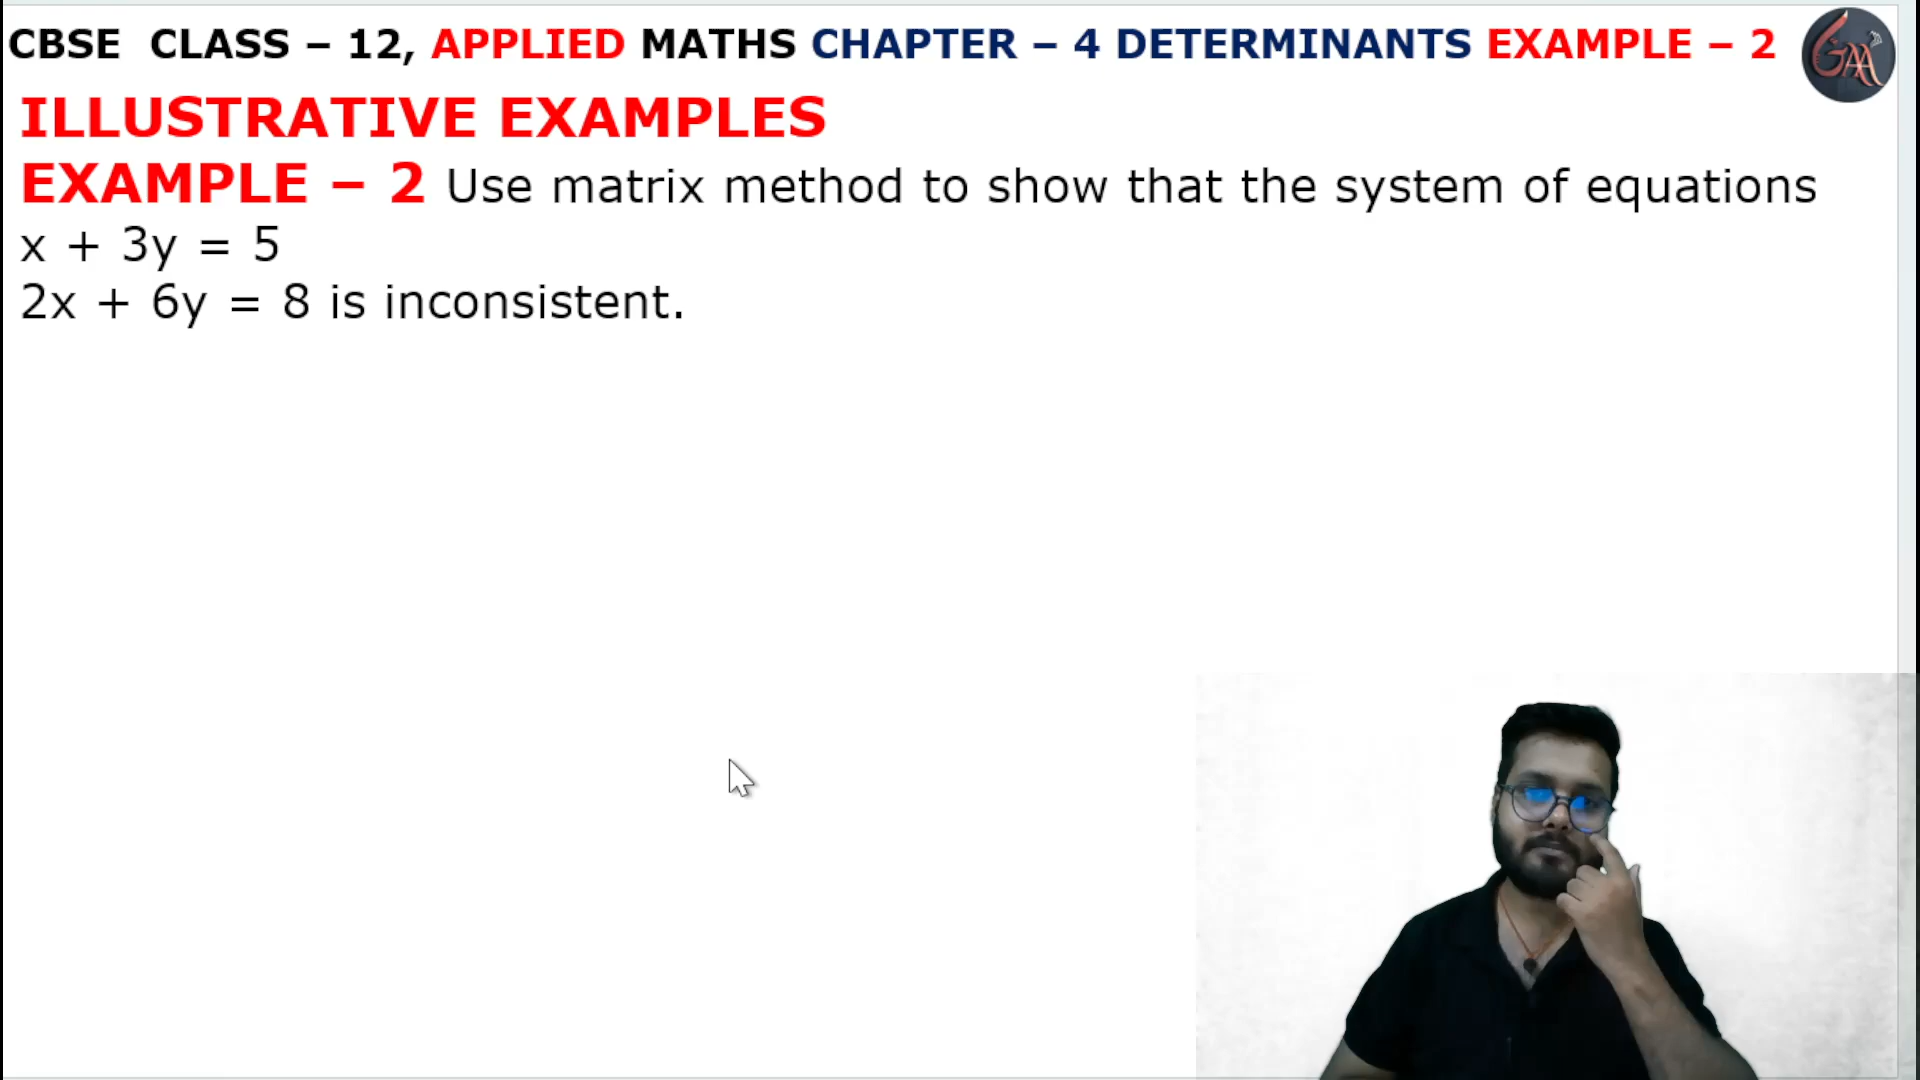 CBSE CLASS – 12, APPLIED MATHS CHAPTER – 4 DETERMINANTS EXAMPLE – 2
ILLUSTRATIVE EXAMPLES
EXAMPLE – 2 Use matrix method to show that the system of equations
x + 3y = 5
2x + 6y = 8 is inconsistent.